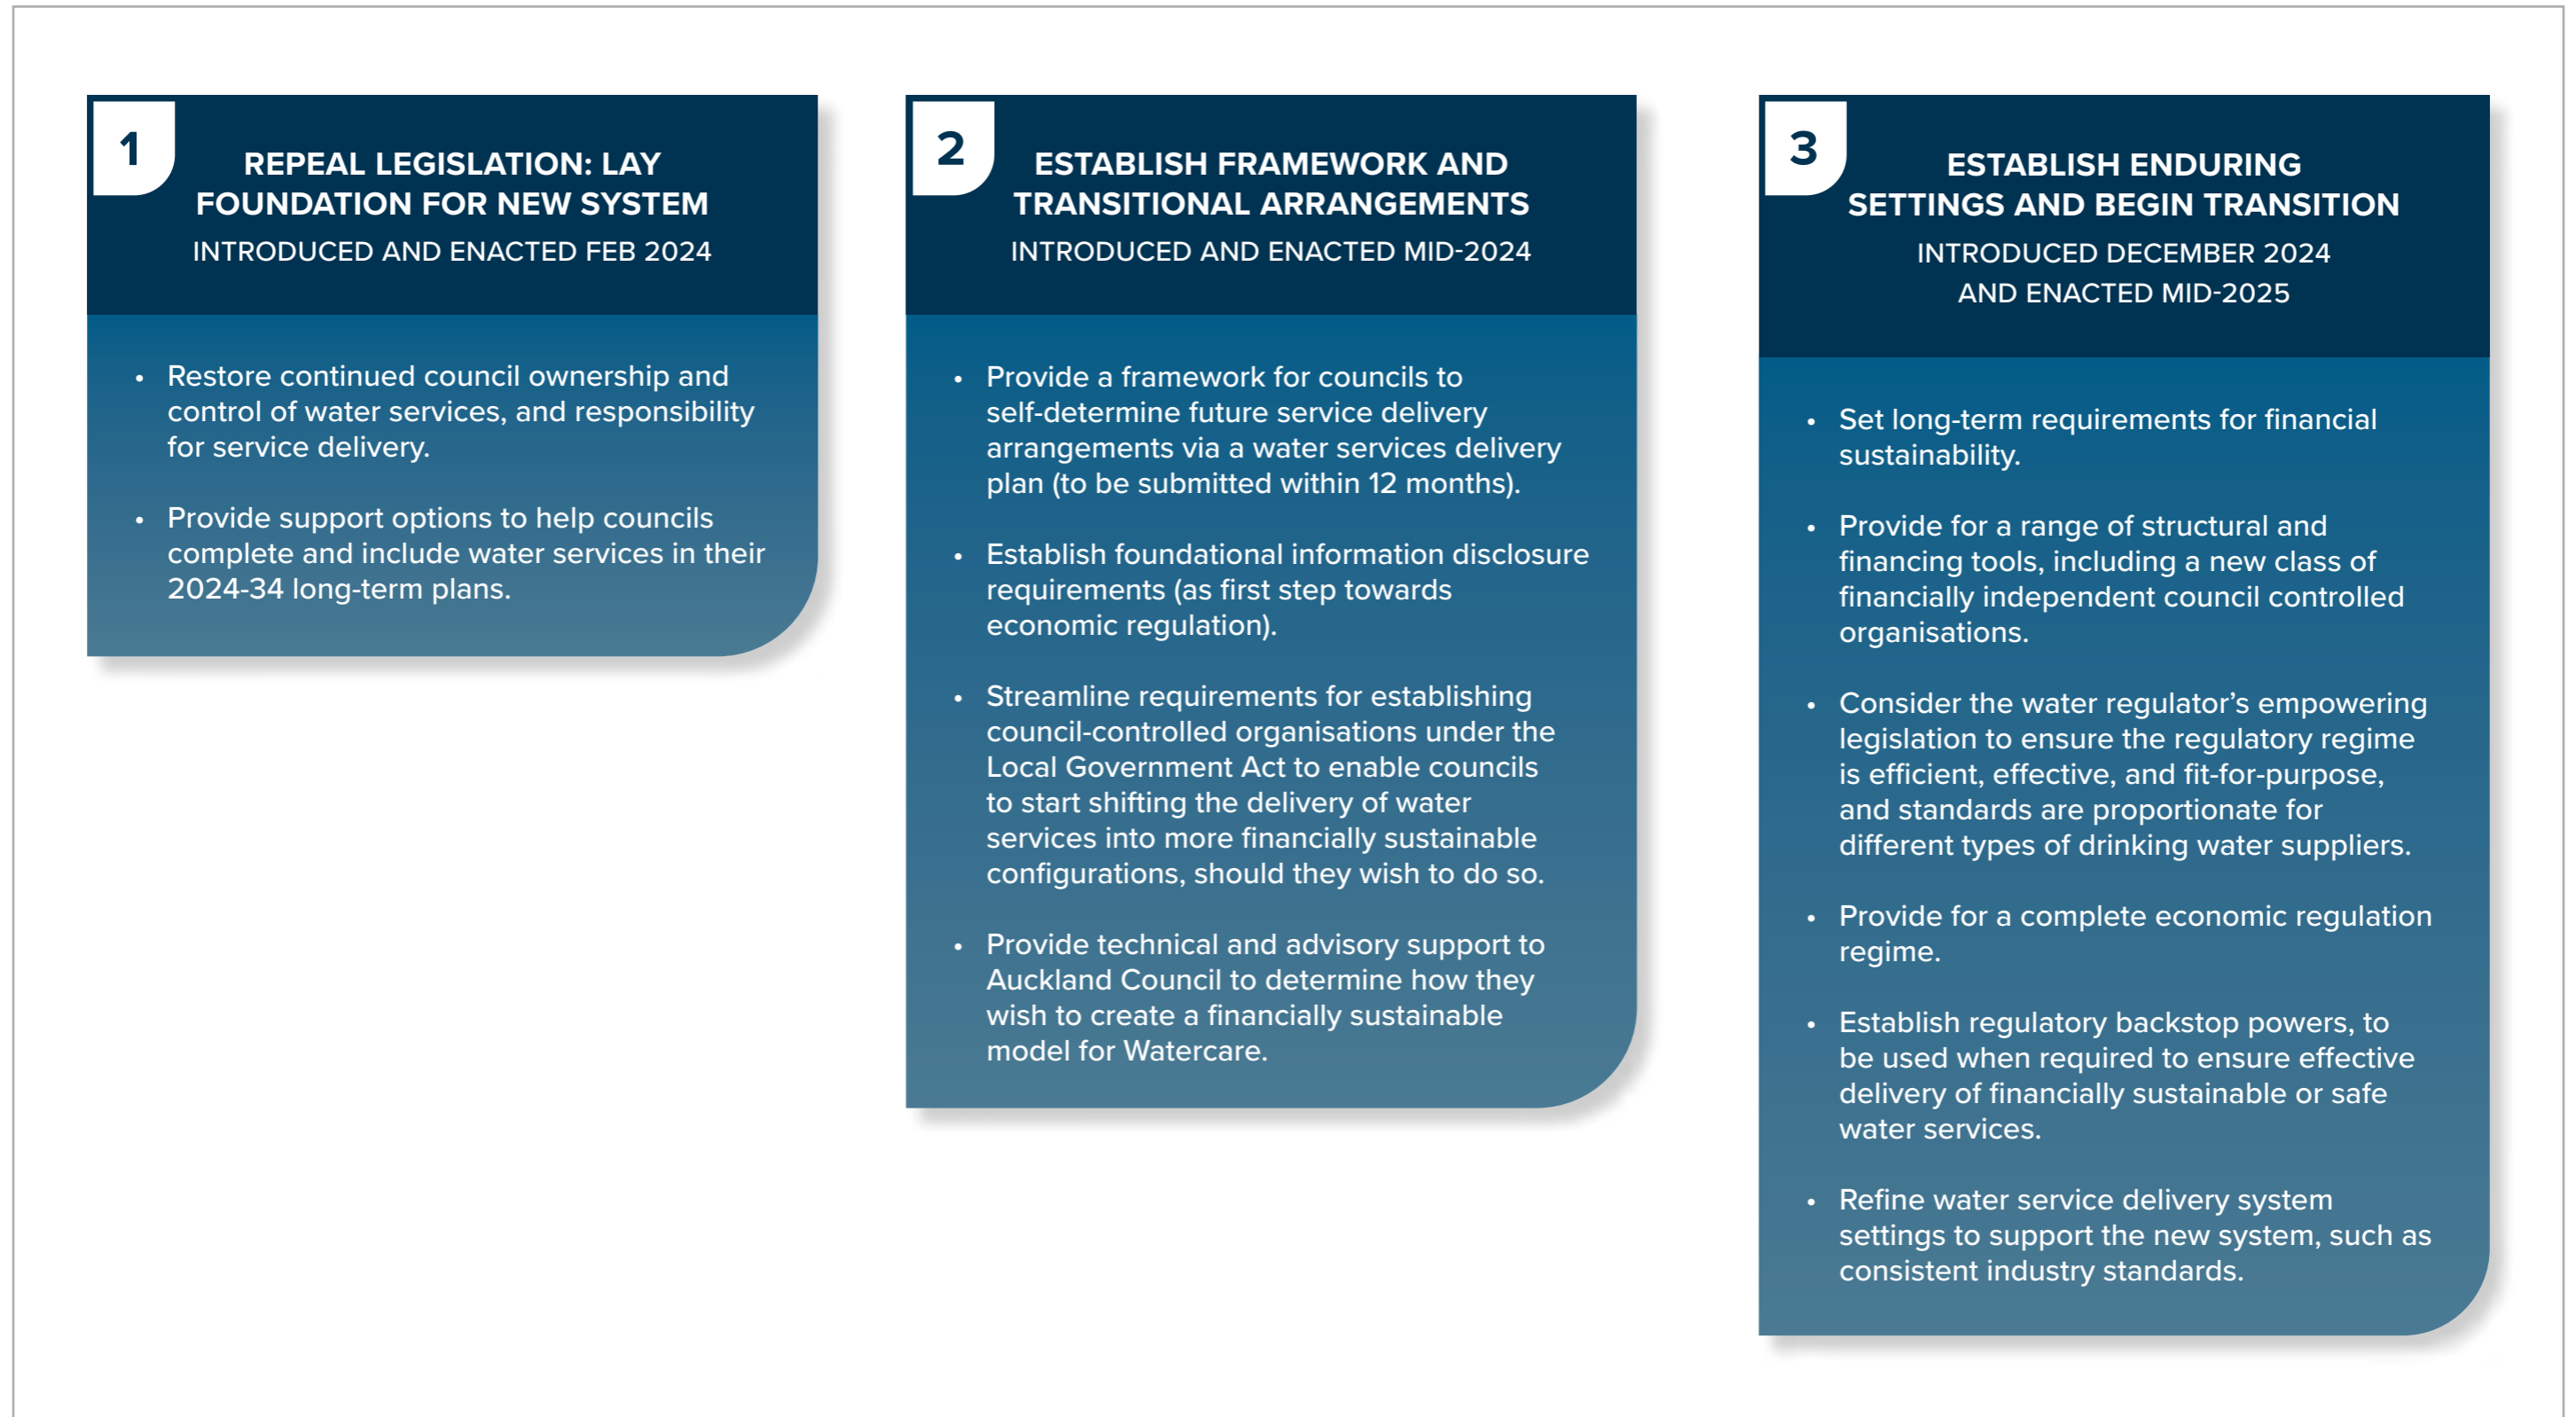 1
REPEAL LEGISLATION: LAY
FOUNDATION FOR NEW SYSTEM
INTRODUCED AND ENACTED FEB 2024
• Restore continued council ownership and
control of water services, and responsibility
for service delivery.
• Provide support options to help councils
complete and include water services in their
2024-34 long-term plans.
2
ESTABLISH FRAMEWORK AND
TRANSITIONAL ARRANGEMENTS
INTRODUCED AND ENACTED MID-2024
• Provide a framework for councils to
self-determine future service delivery
arrangements via a water services delivery
plan (to be submitted within 12 months).
• Establish foundational information disclosure
requirements (as first step towards
economic regulation).
• Streamline requirements for establishing
council-controlled organisations under the
Local Government Act to enable councils
to start shifting the delivery of water
services into more financially sustainable
configurations, should they wish to do so.
• Provide technical and advisory support to
Auckland Council to determine how they
wish to create a financially sustainable
model for Watercare.
3
ESTABLISH ENDURING
SETTINGS AND BEGIN TRANSITION
INTRODUCED DECEMBER 2024
AND ENACTED MID-2025
• Set long-term requirements for financial
sustainability.
• Provide for a range of structural and
financing tools, including a new class of
financially independent council controlled
organisations.
• Consider the water regulator’s empowering
legislation to ensure the regulatory regime
is efficient, effective, and fit-for-purpose,
and standards are proportionate for
different types of drinking water suppliers.
• Provide for a complete economic regulation
regime.
• Establish regulatory backstop powers, to
be used when required to ensure effective
delivery of financially sustainable or safe
water services.
• Refine water service delivery system
settings to support the new system, such as
consistent industry standards.